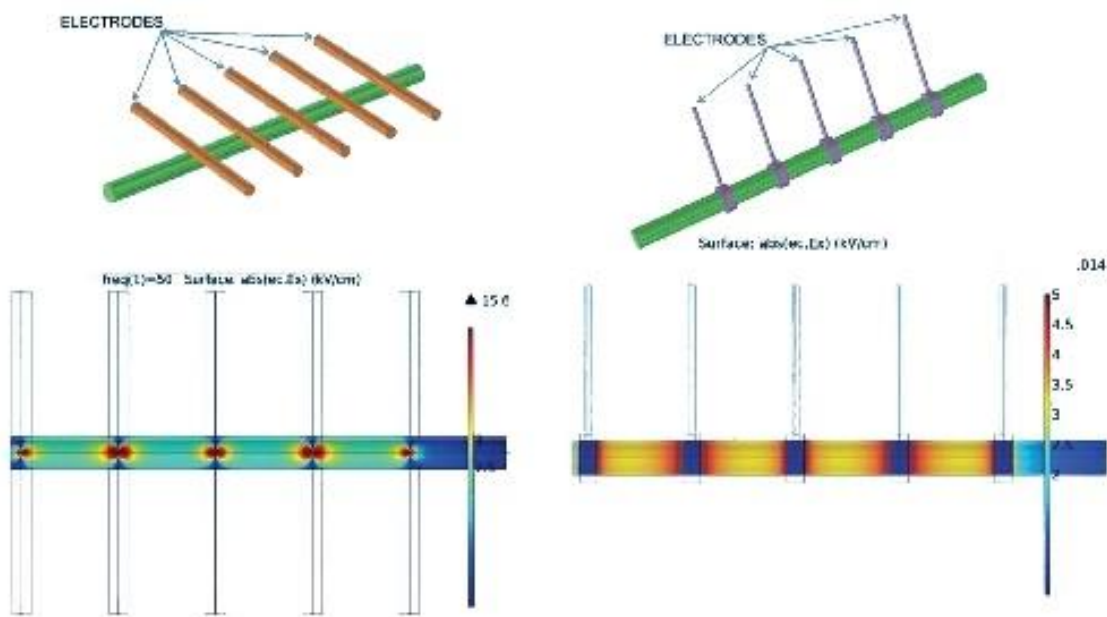 ELECTRODES
ELECTRODES
Surface: abs(ec.Ex) (kV/cm)
freq(1)=50 Surface: abs(ec.Ex) (kV/cm)
▲ 15.6
.014
5
4.5
4
3.5
3
2